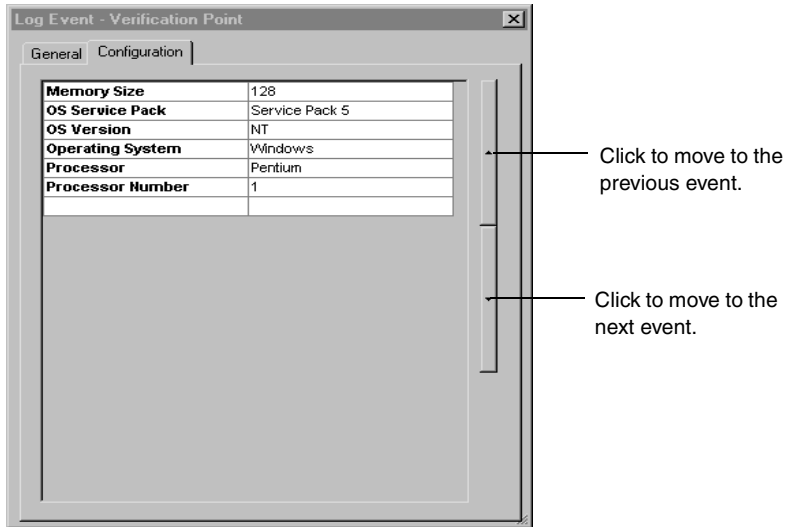 Log Event - Verification Point
General Configuration
Memory Size 128
OS Service Pack Service Pack 5
OS Version NT
Operating System Windows
Processor Pentium
Processor Number 1
Click to move to the
previous event.
Click to move to the
next event.